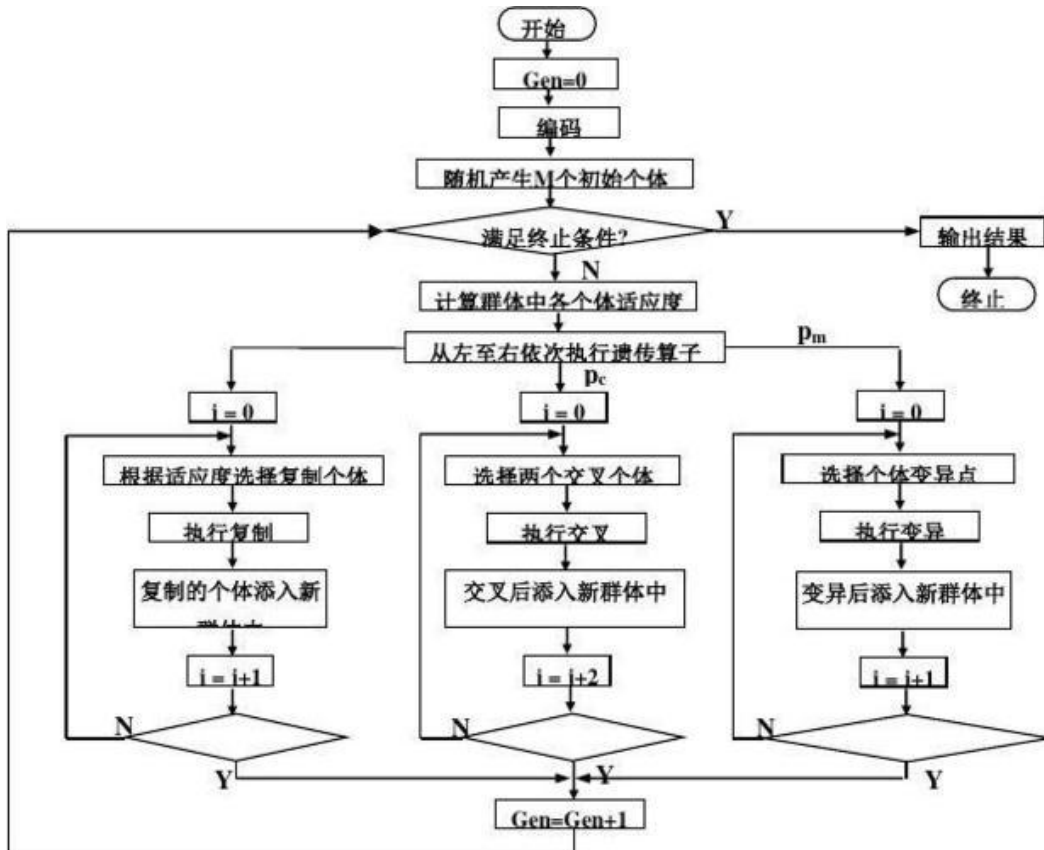 开始
Gen=0
编码
随机产生M个初始个体
满足终止条件?
Y
输出结果
N
终止
计算群体中各个体适应度
从左至右依次执行遗传算子
pm
pc
j = 0
j = 0
j = 0
根据适应度选择复制个体
选择两个交叉个体
选择个体变异点
执行复制
执行交叉
执行变异
复制的个体添入新
群体中
交叉后添入新群体中
变异后添入新群体中
j = j+1
j = j+2
j = j+1
N
N
N
Y
Y
Y
Gen=Gen+1